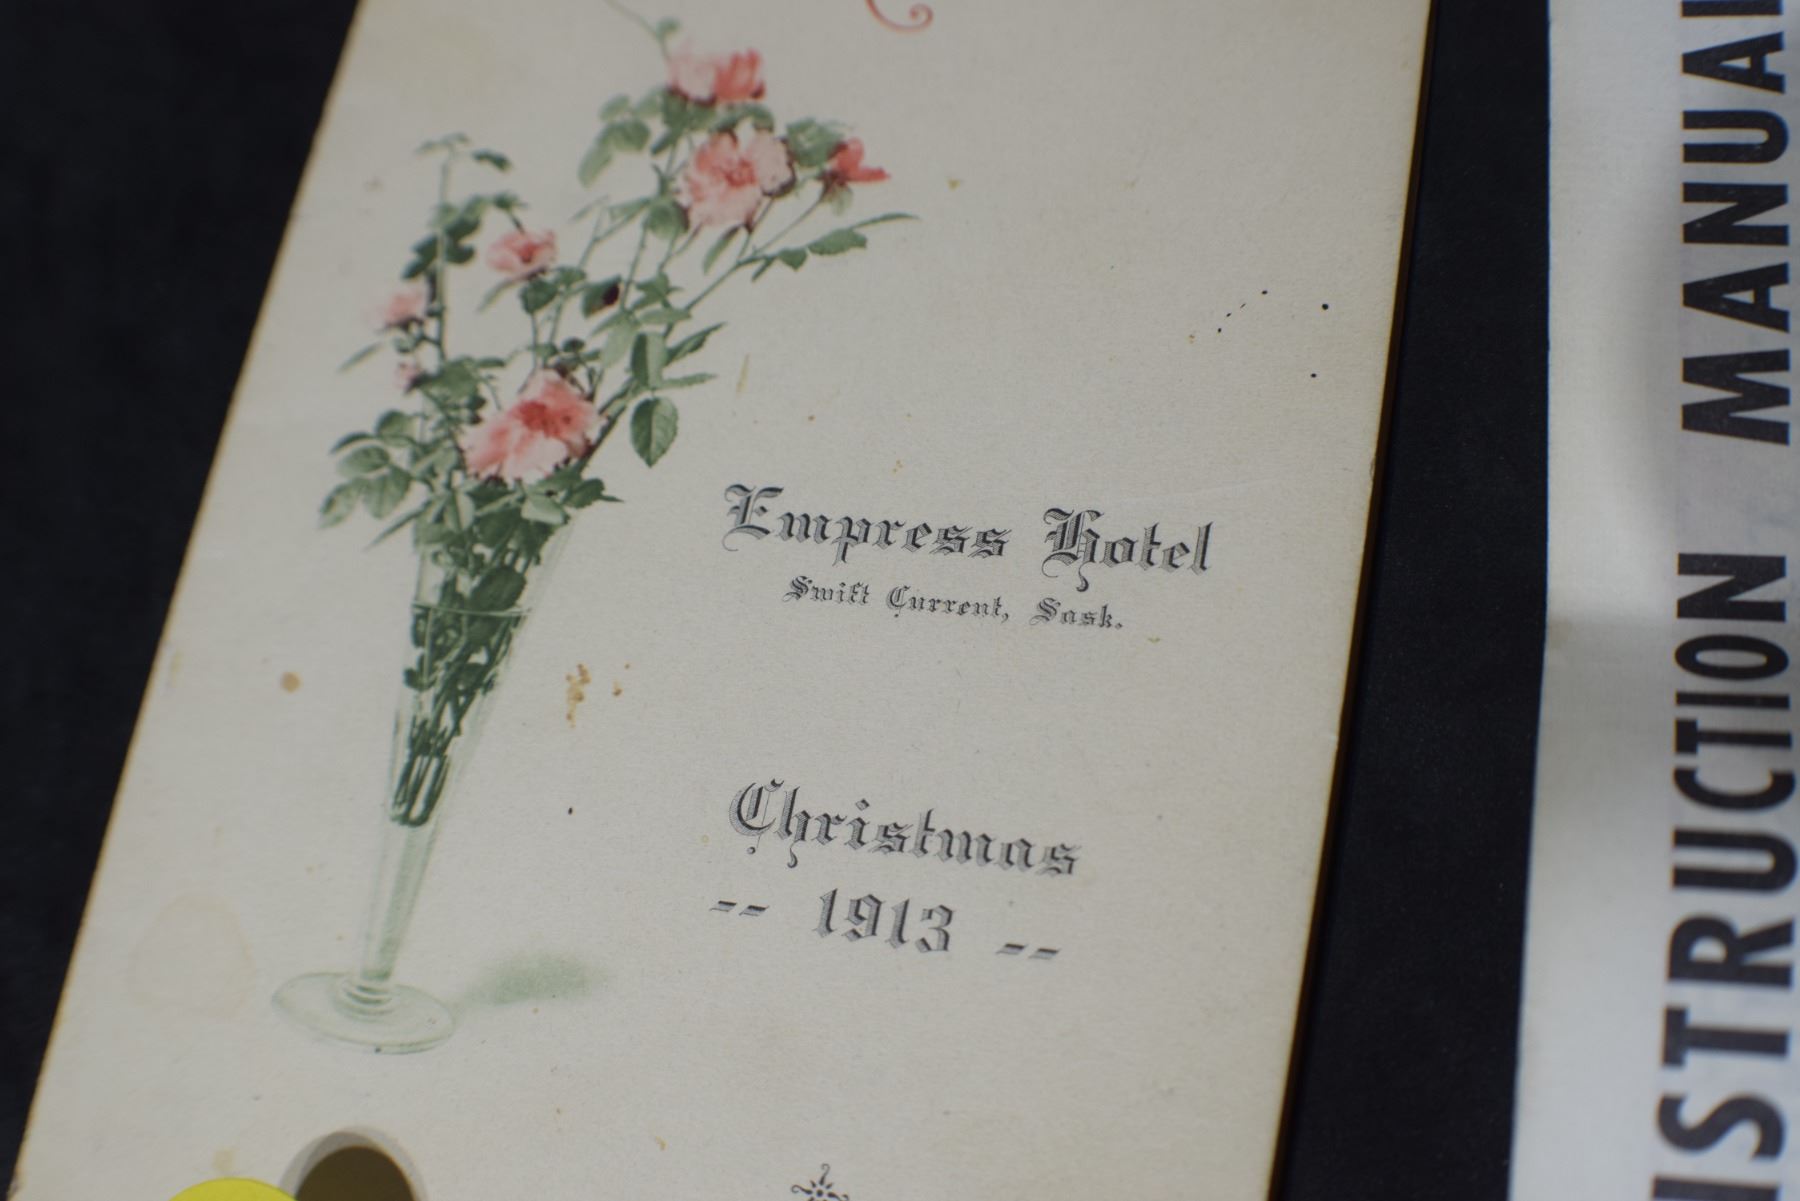 Empress Hotel
Swift Current, Sask.
Christmas
-- 1913 --
INSTRUCTION MANUAL